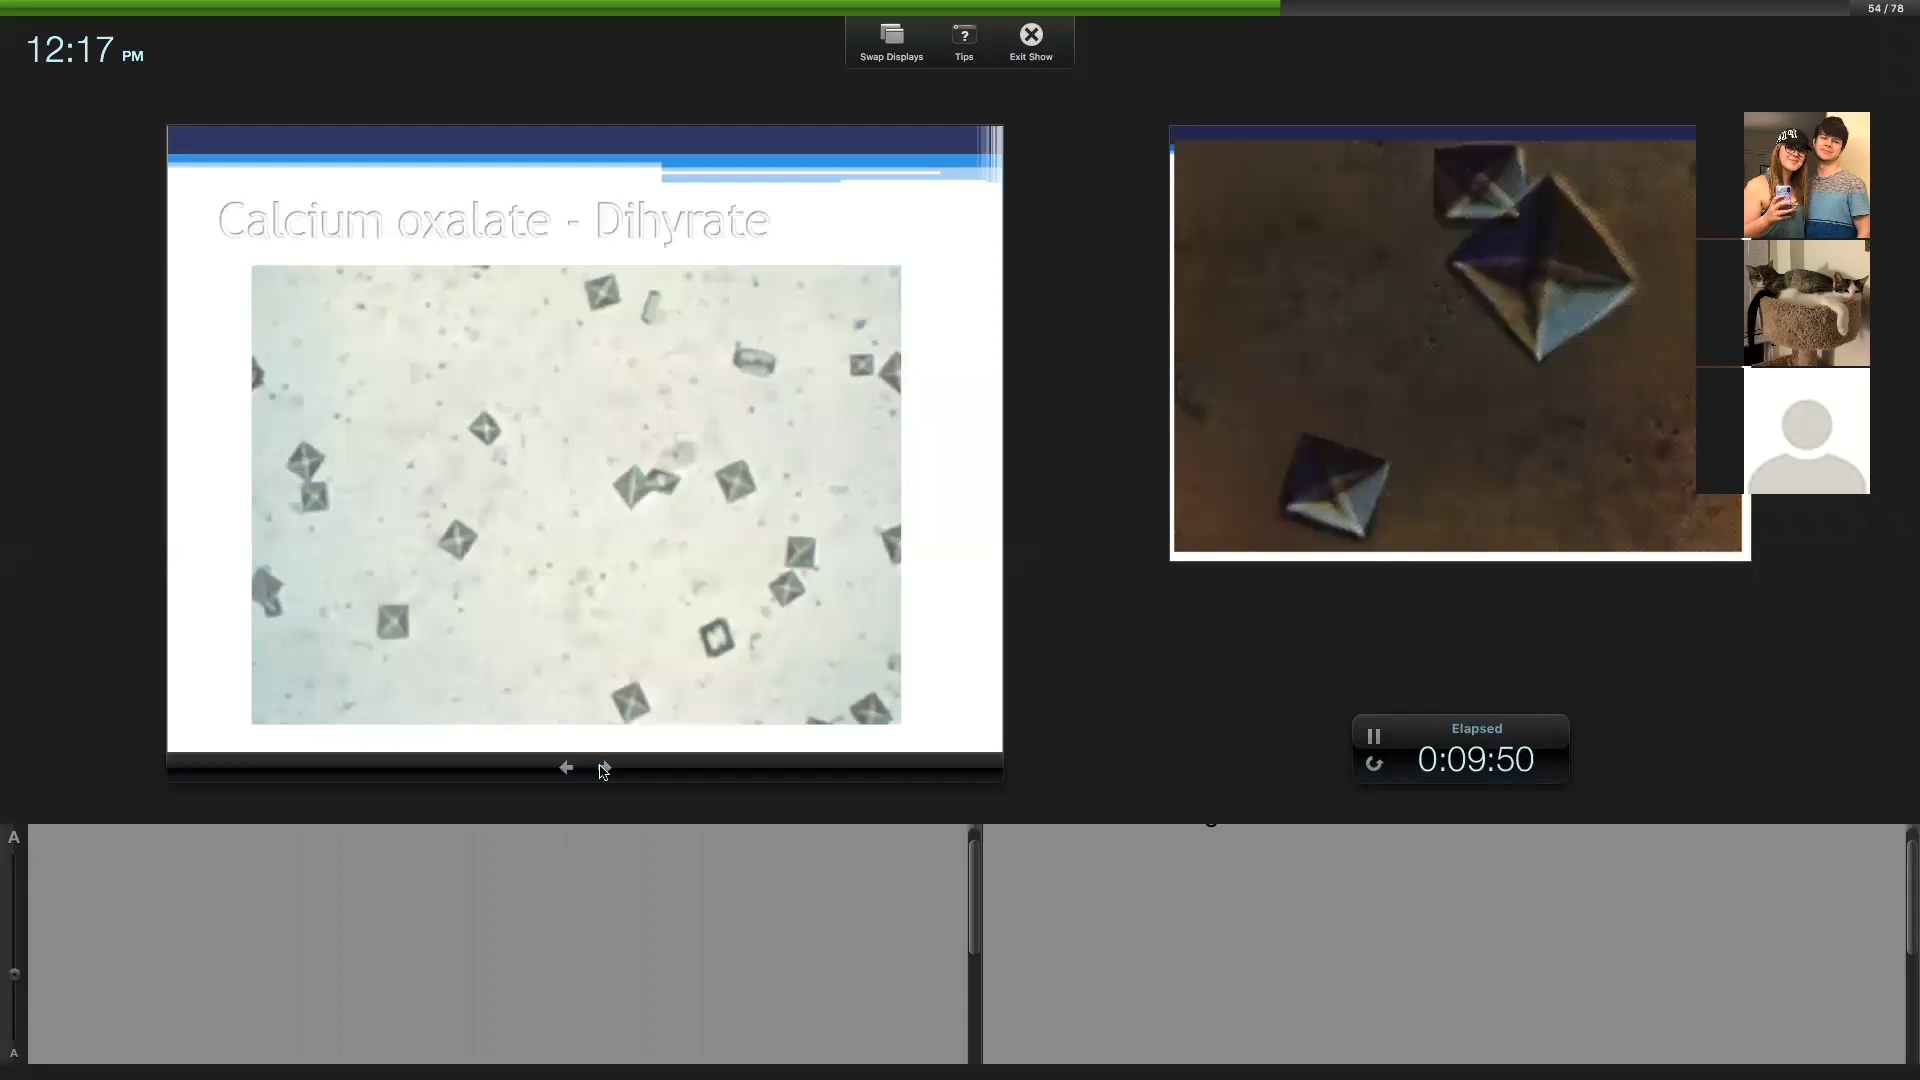 54 / 78
12:17 PM
Swap Displays
Tips
Exit Show
Calcium oxalate - Dihyrate
Elapsed
0:09:50
A
A